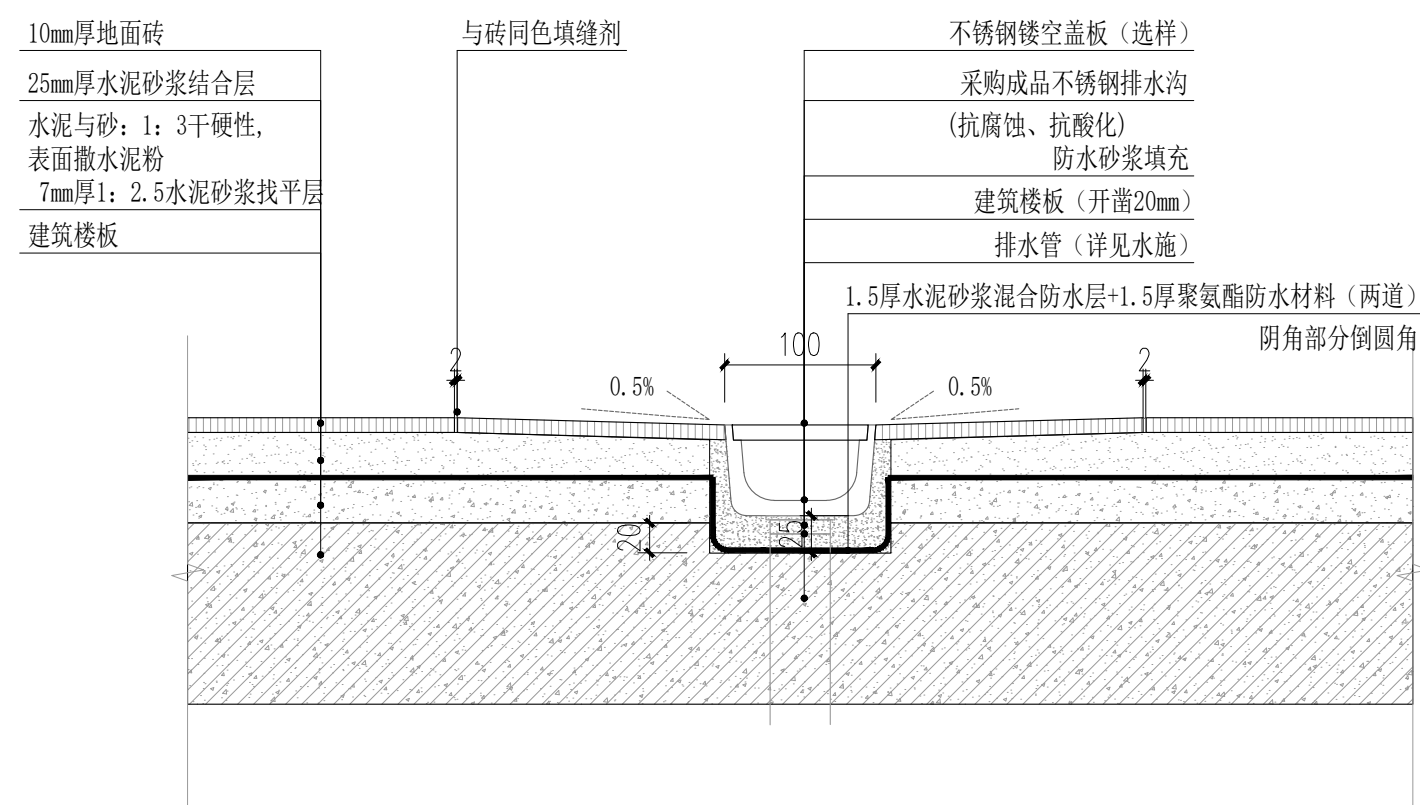 10mm厚地面砖
25mm厚水泥砂浆结合层
水泥与砂：1：3干硬性，
表面撒水泥粉
7mm厚1：2.5水泥砂浆找平层
建筑楼板
与砖同色填缝剂
不锈钢镂空盖板（选样）
采购成品不锈钢排水沟
(抗腐蚀、抗酸化)
防水砂浆填充
建筑楼板（开凿20mm）
排水管（详见水施）
1.5厚水泥砂浆混合防水层+1.5厚聚氨酯防水材料（两道）
阴角部分倒圆角
2
100
2
0.5%
0.5%
20
25